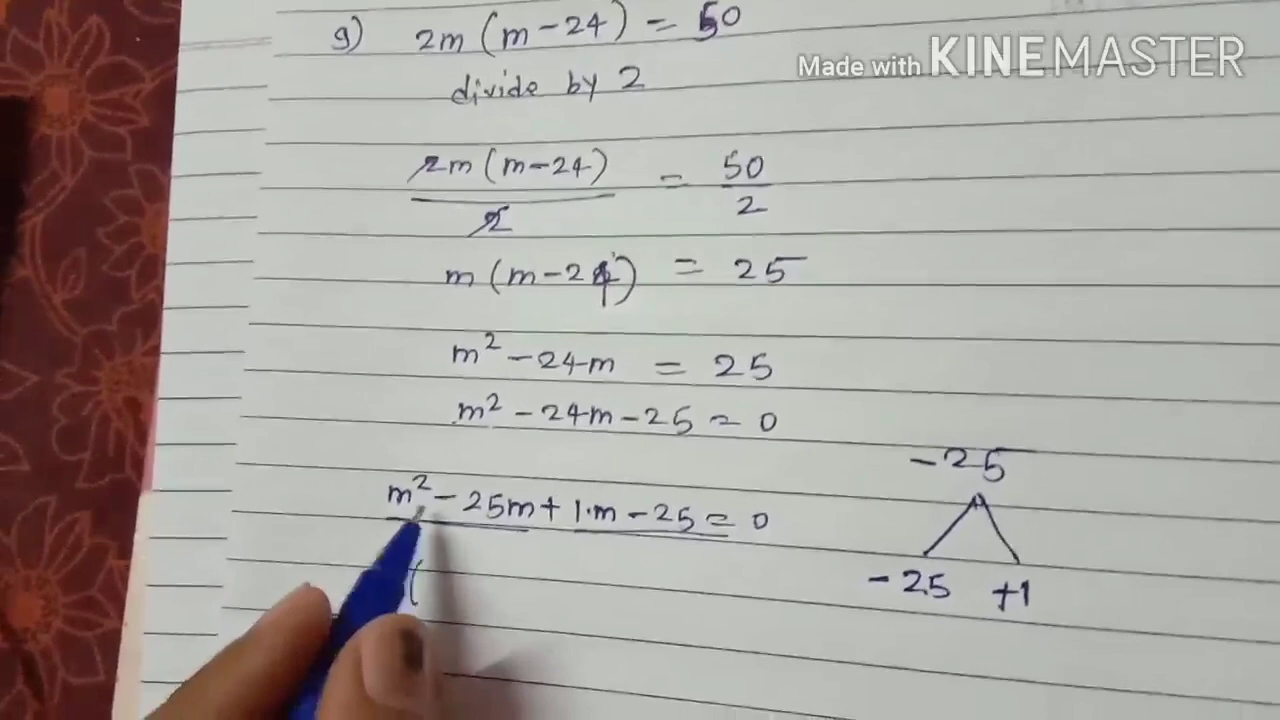 9) 2m (m-24) = 50
Made with KINEMASTER
divide by 2
2m (m-24) / 2 = 50 / 2
m (m-24) = 25
m² - 24m = 25
m² - 24m - 25 = 0
-25
m² - 25m + 1·m - 25 = 0
-25 +1
(